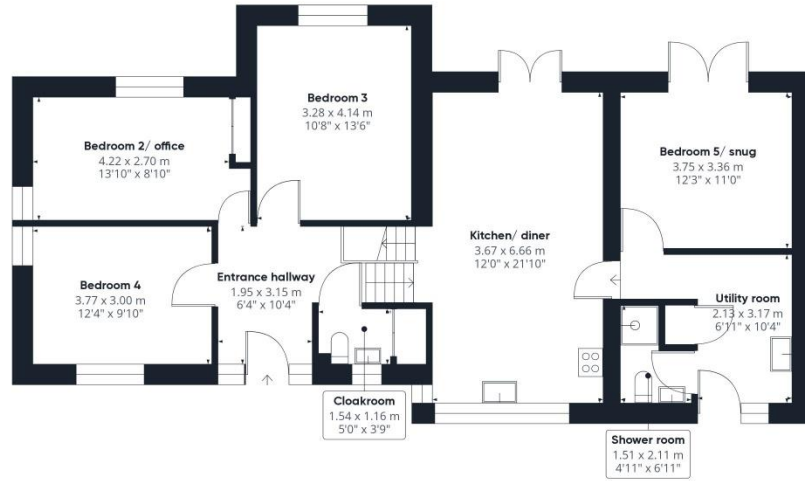 Bedroom 3
3.28 x 4.14 m
10'8" x 13'6"
Bedroom 2/ office
4.22 x 2.70 m
13'10" x 8'10"
Bedroom 5/ snug
3.75 x 3.36 m
12'3" x 11'0"
Kitchen/ diner
3.67 x 6.66 m
12'0" x 21'10"
Bedroom 4
3.77 x 3.00 m
12'4" x 9'10"
Entrance hallway
1.95 x 3.15 m
6'4" x 10'4"
Utility room
2.13 x 3.17 m
6'11" x 10'4"
Cloakroom
1.54 x 1.16 m
5'0" x 3'9"
Shower room
1.51 x 2.11 m
4'11" x 6'11"